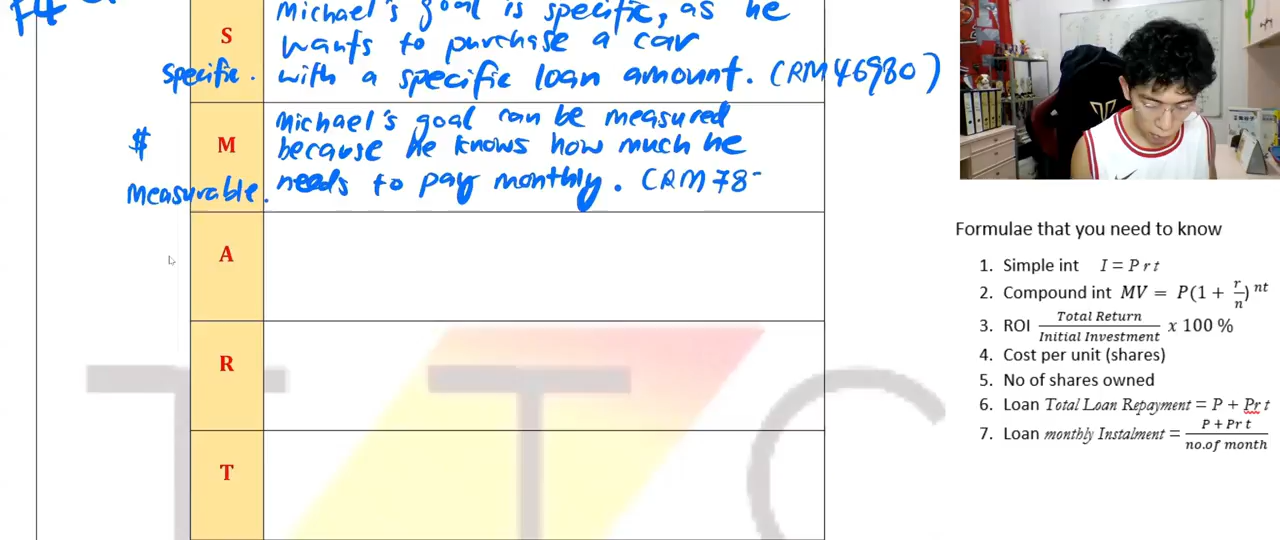 F4
Michael's goal is specific, as he
S
wants to purchase a car
Specific. with a specific loan amount. (RM46980)
Michael's goal can be measured
$ M
because he knows how much he
Measurable. needs to pay monthly. (RM78
A
R
T
T T C
Formulae that you need to know
1. Simple int I = P r t
2. Compound int MV = P(1 + r/n) nt
3. ROI Total Return / Initial Investment x 100 %
4. Cost per unit (shares)
5. No of shares owned
6. Loan Total Loan Repayment = P + Pr t
7. Loan monthly Instalment = P + Pr t / no.of month